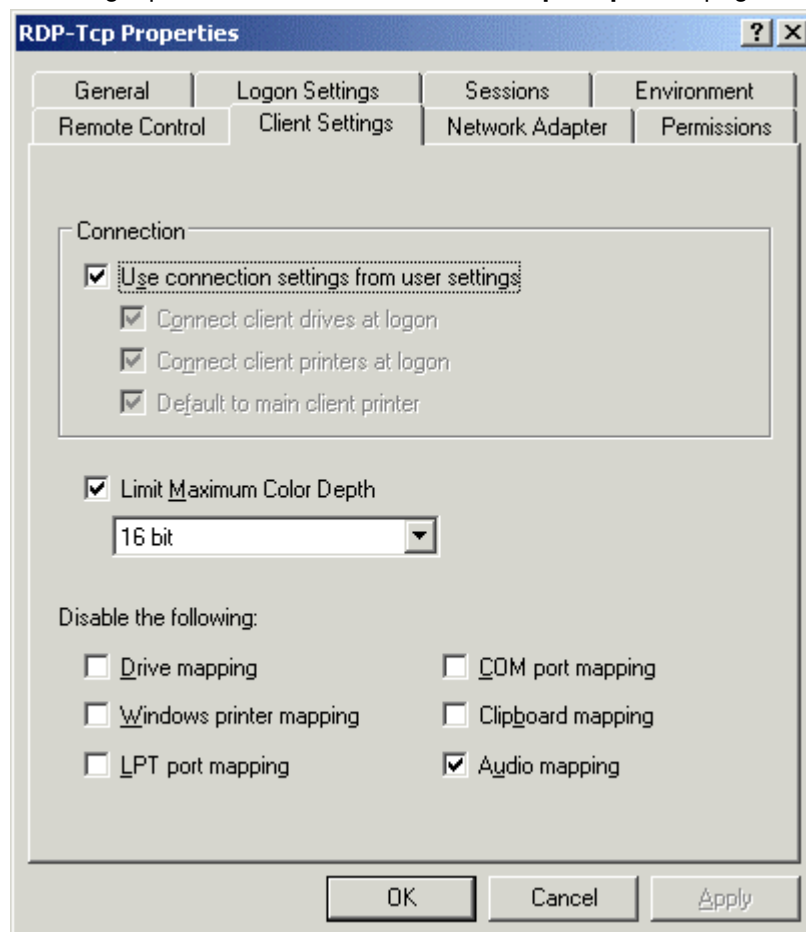 RDP-Tcp Properties
General Logon Settings Sessions Environment
Remote Control Client Settings Network Adapter Permissions
Connection
Use connection settings from user settings
Connect client drives at logon
Connect client printers at logon
Default to main client printer
Limit Maximum Color Depth
16 bit
Disable the following:
Drive mapping COM port mapping
Windows printer mapping Clipboard mapping
LPT port mapping Audio mapping
OK Cancel Apply